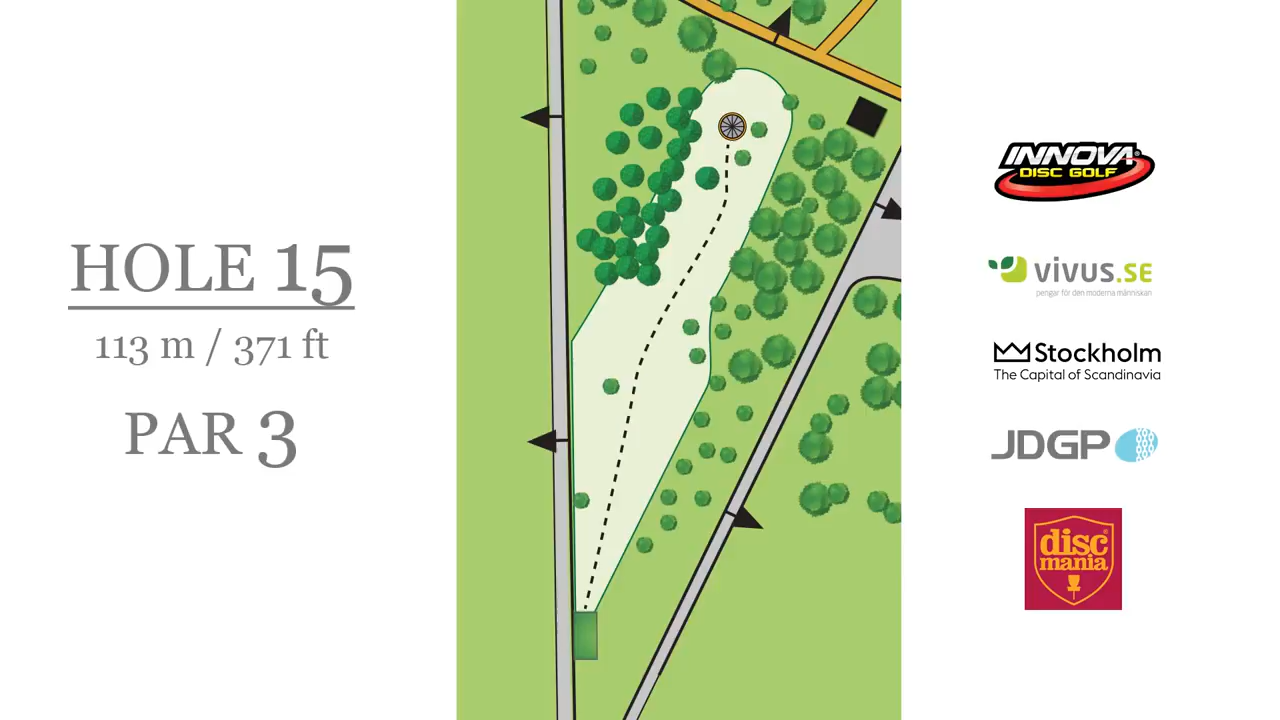 HOLE 15
113 m / 371 ft
PAR 3
INNOVA®
DISC GOLF
vivus.se
pengar för den moderna människan
Stockholm
The Capital of Scandinavia
JDGP
disc®
mania